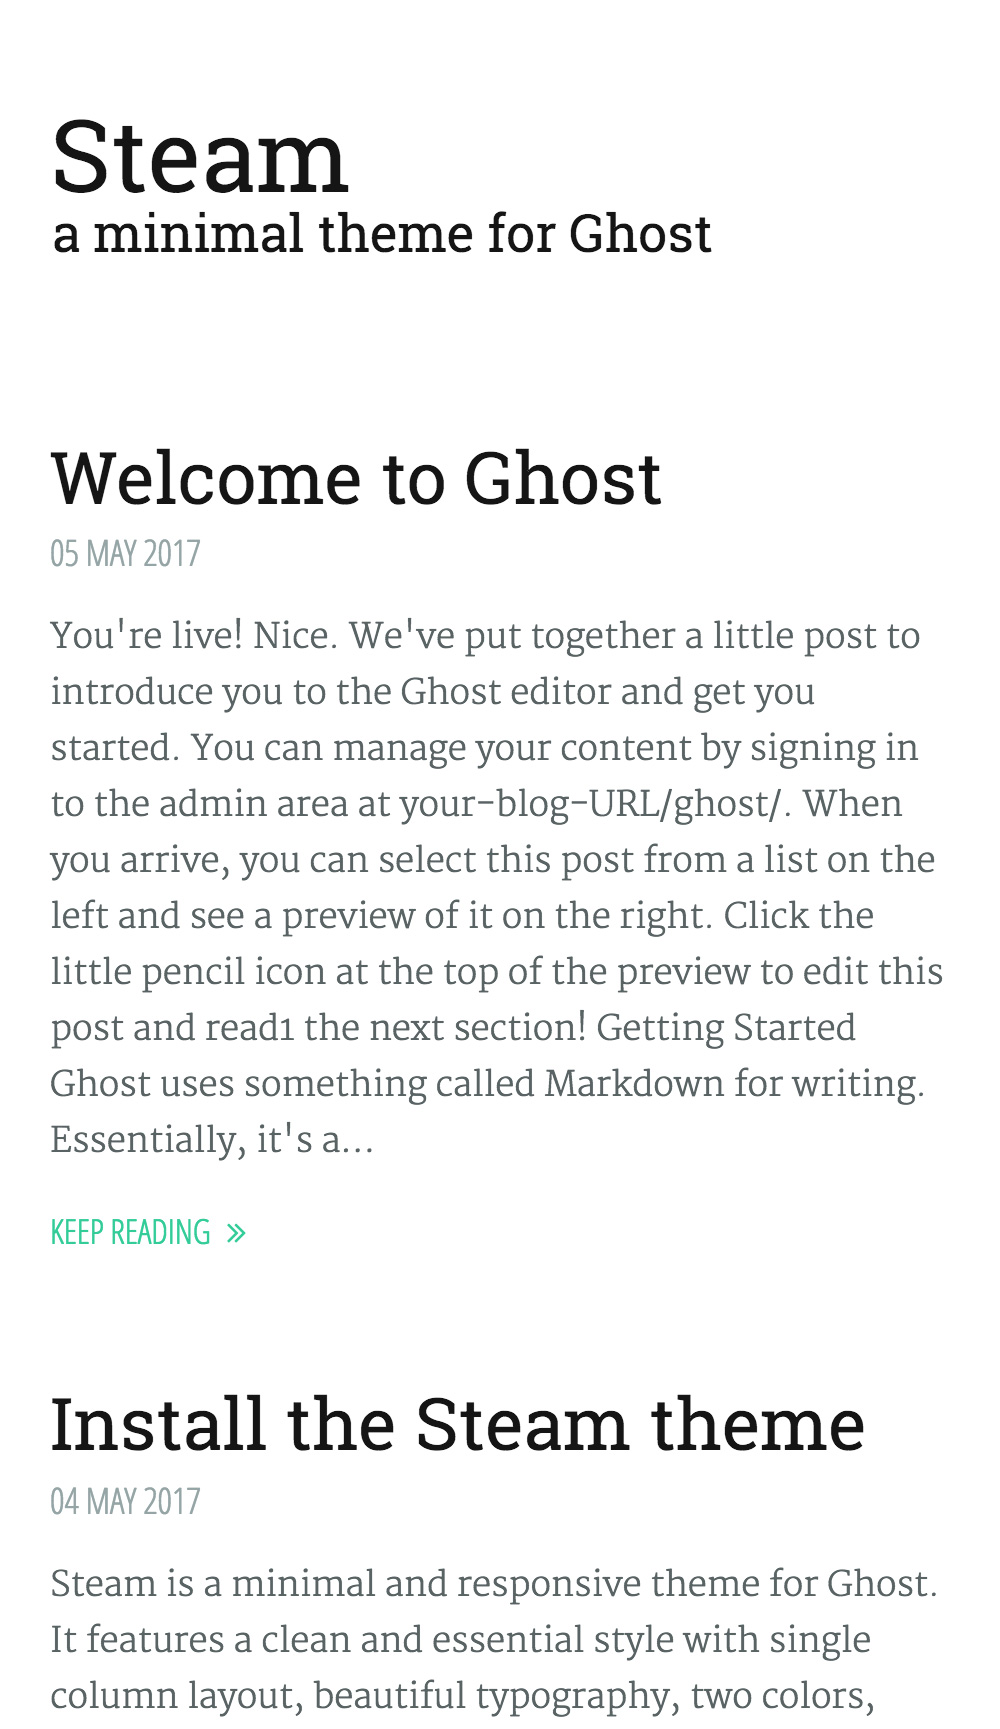 Steam
a minimal theme for Ghost
Welcome to Ghost
05 MAY 2017
You're live! Nice. We've put together a little post to
introduce you to the Ghost editor and get you
started. You can manage your content by signing in
to the admin area at your-blog-URL/ghost/. When
you arrive, you can select this post from a list on the
left and see a preview of it on the right. Click the
little pencil icon at the top of the preview to edit this
post and read1 the next section! Getting Started
Ghost uses something called Markdown for writing.
Essentially, it's a...
KEEP READING »
Install the Steam theme
04 MAY 2017
Steam is a minimal and responsive theme for Ghost.
It features a clean and essential style with single
column layout, beautiful typography, two colors,